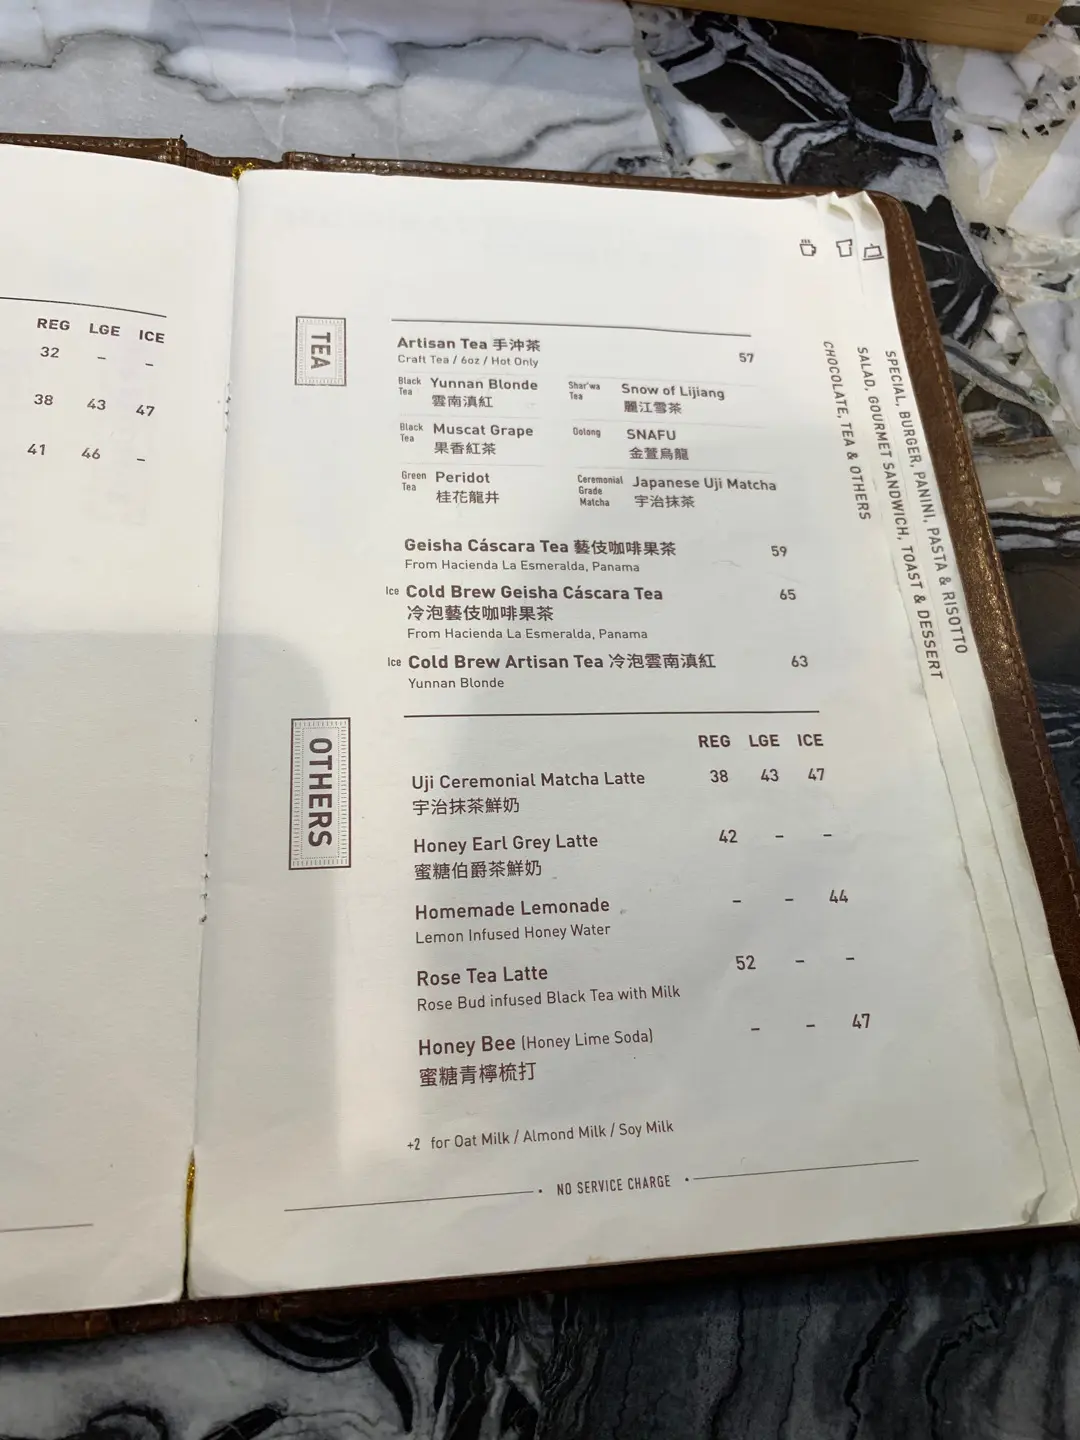 REG LGE ICE
32 – –
38 43 47
41 46 –
TEA
Artisan Tea 手沖茶 57
Craft Tea / 6oz / Hot Only
Black Tea Yunnan Blonde 雲南滇紅
Shar'wa Tea Snow of Lijiang 麗江雪茶
Black Tea Muscat Grape 果香紅茶
Oolong SNAFU 金萱烏龍
Green Tea Peridot 桂花龍井
Ceremonial Grade Matcha Japanese Uji Matcha 宇治抹茶
Geisha Cáscara Tea 藝伎咖啡果茶 59
From Hacienda La Esmeralda, Panama
Ice Cold Brew Geisha Cáscara Tea 65
冷泡藝伎咖啡果茶
From Hacienda La Esmeralda, Panama
Ice Cold Brew Artisan Tea 冷泡雲南滇紅 63
Yunnan Blonde
OTHERS
REG LGE ICE
Uji Ceremonial Matcha Latte 38 43 47
宇治抹茶鮮奶
Honey Earl Grey Latte 42 – –
蜜糖伯爵茶鮮奶
Homemade Lemonade – – 44
Lemon Infused Honey Water
Rose Tea Latte 52 – –
Rose Bud infused Black Tea with Milk
Honey Bee (Honey Lime Soda) – – 47
蜜糖青檸梳打
+2 for Oat Milk / Almond Milk / Soy Milk
• NO SERVICE CHARGE •
CHOCOLATE, TEA & OTHERS
SALAD, GOURMET SANDWICH, TOAST & DESSERT
SPECIAL, BURGER, PANINI, PASTA & RISOTTO